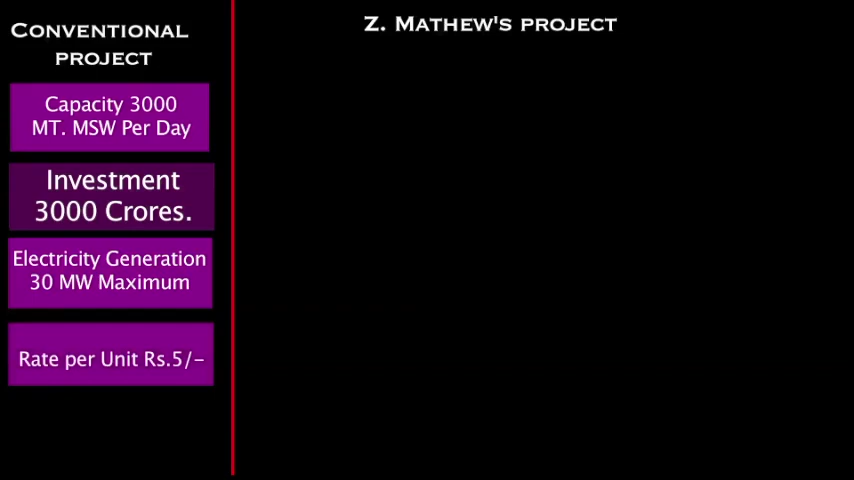 Conventional
project
Z. Mathew's project
Capacity 3000
MT. MSW Per Day
Investment
3000 Crores.
Electricity Generation
30 MW Maximum
Rate per Unit Rs.5/-